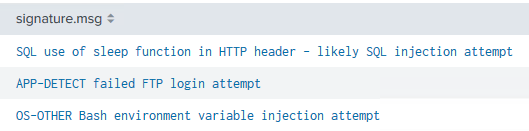 signature.msg
SQL use of sleep function in HTTP header - likely SQL injection attempt
APP-DETECT failed FTP login attempt
OS-OTHER Bash environment variable injection attempt